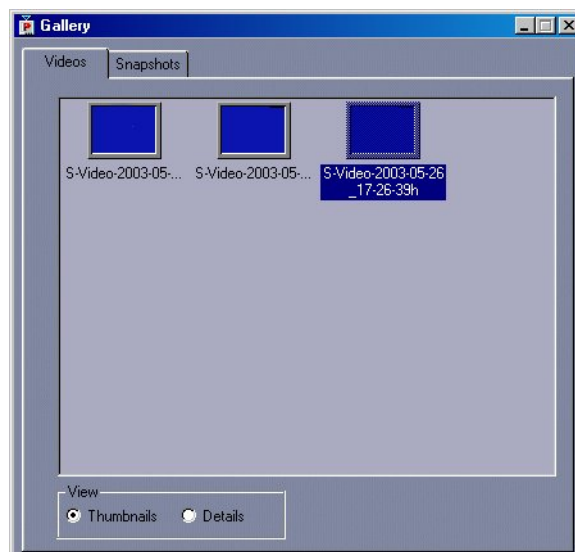 Gallery
Videos
Snapshots
S-Video-2003-05-...
S-Video-2003-05-...
S-Video-2003-05-26
_17-26-39h
View
Thumbnails
Details